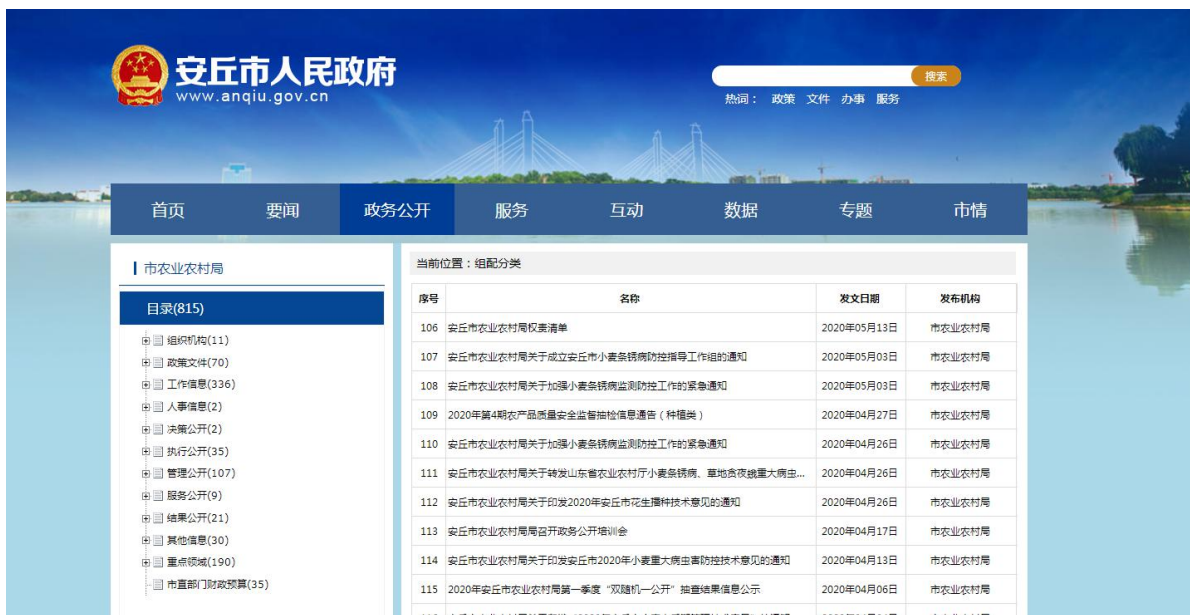 安丘市人民政府
www.anqiu.gov.cn
搜索
热词： 政策 文件 办事 服务
首页 要闻 政务公开 服务 互动 数据 专题 市情
市农业农村局
目录(815)
组织机构(11)
政策文件(70)
工作信息(336)
人事信息(2)
决策公开(2)
执行公开(35)
管理公开(107)
服务公开(9)
结果公开(21)
其他信息(30)
重点领域(190)
市直部门财政预算(35)
当前位置：组配分类
序号 名称 发文日期 发布机构
106 安丘市农业农村局权责清单 2020年05月13日 市农业农村局
107 安丘市农业农村局关于成立安丘市小麦条锈病防控指导工作组的通知 2020年05月03日 市农业农村局
108 安丘市农业农村局关于加强小麦条锈病监测防控工作的紧急通知 2020年05月03日 市农业农村局
109 2020年第4期农产品质量安全监督抽检信息通告（种植类） 2020年04月27日 市农业农村局
110 安丘市农业农村局关于加强小麦条锈病监测防控工作的紧急通知 2020年04月26日 市农业农村局
111 安丘市农业农村局关于转发山东省农业农村厅小麦条锈病、草地贪夜蛾重大病虫... 2020年04月26日 市农业农村局
112 安丘市农业农村局关于印发2020年安丘市花生播种技术意见的通知 2020年04月26日 市农业农村局
113 安丘市农业农村局局召开政务公开培训会 2020年04月17日 市农业农村局
114 安丘市农业农村局关于印发安丘市2020年小麦重大病虫害防控技术意见的通知 2020年04月13日 市农业农村局
115 2020年安丘市农业农村局第一季度“双随机一公开”抽查结果信息公示 2020年04月06日 市农业农村局